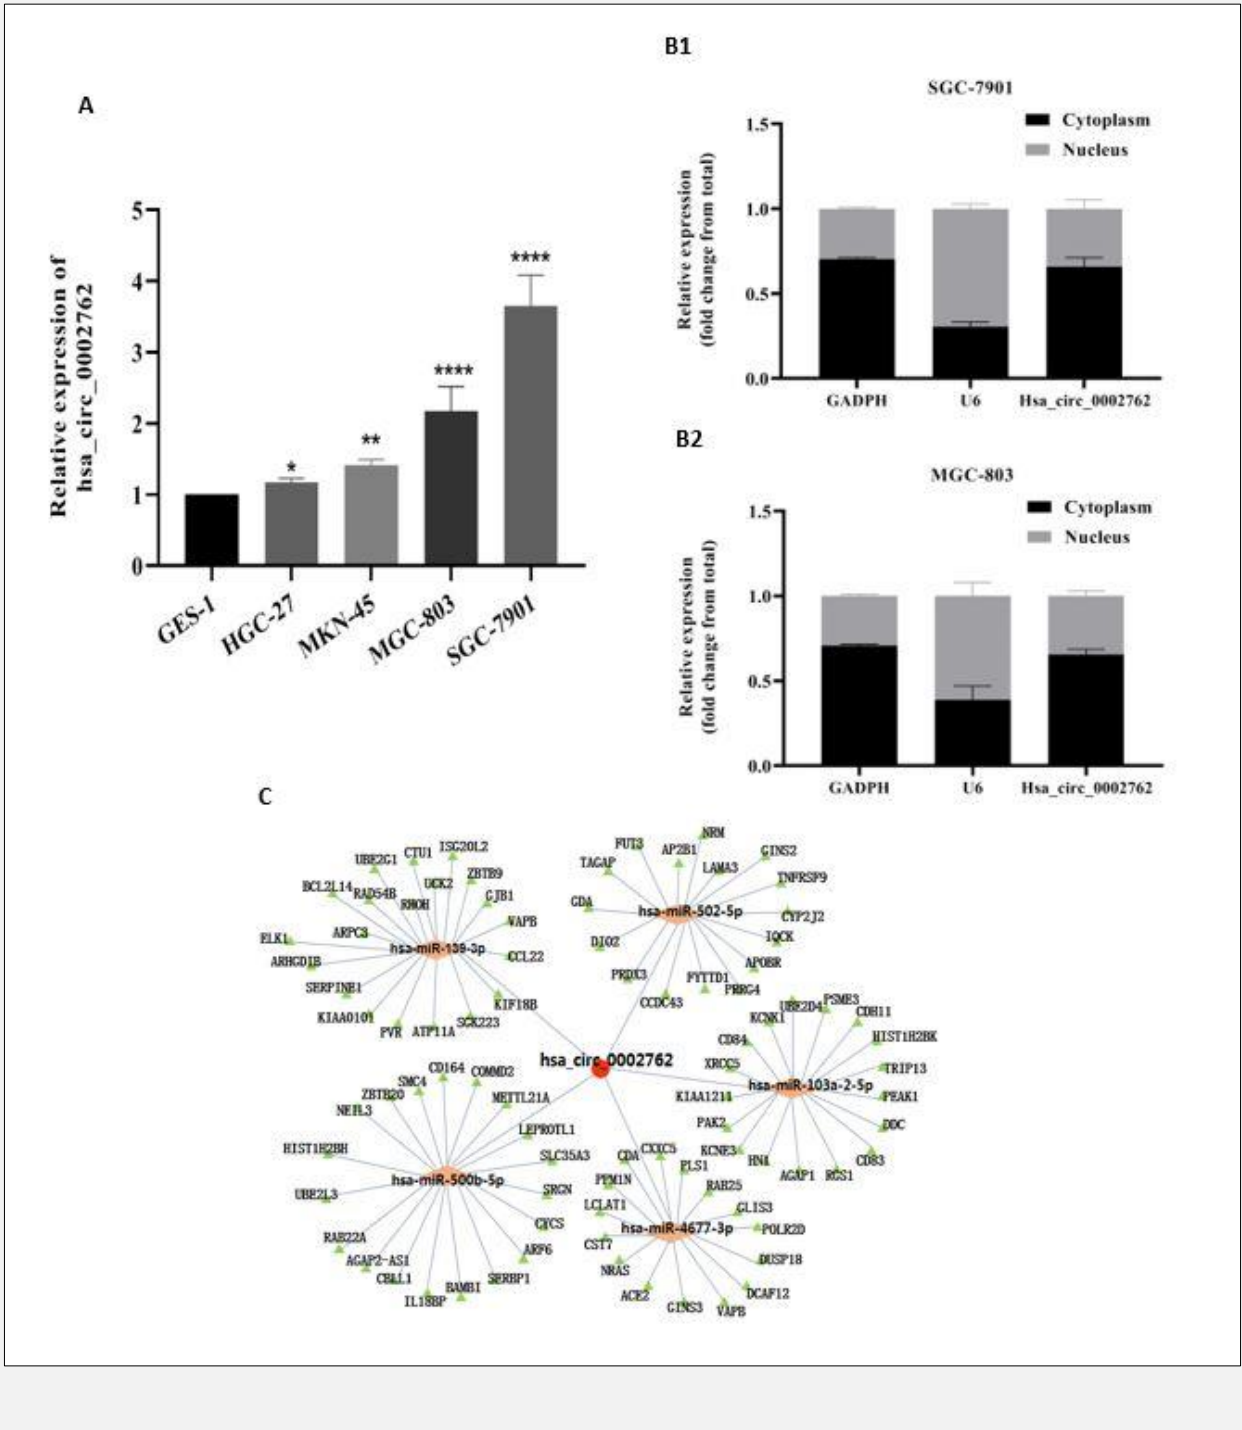 A
Relative expression of
hsa_circ_0002762
5
4
3
2
1
0
*
**
****
****
GES-1
HGC-27
MKN-45
MGC-803
SGC-7901
B1
SGC-7901
Cytoplasm
Nucleus
Relative expression
(fold change from total)
1.5
1.0
0.5
0.0
GADPH
U6
Hsa_circ_0002762
B2
MGC-803
Cytoplasm
Nucleus
Relative expression
(fold change from total)
1.5
1.0
0.5
0.0
GADPH
U6
Hsa_circ_0002762
C
ISG20L2
CTU1
UBE2G1
ZBTB9
UCK2
BCL2L14
RAD54B
GJB1
RHOH
VAPB
ARPC3
ELK1
hsa-miR-139-3p
CCL22
ARHGDIB
SERPINB1
KIF18B
KIAA0101
SGK223
PVR
ATP11A
NRM
FUT3
AP2B1
GINS2
TAGAP
LAMA3
TNFRSF9
GDA
hsa-miR-502-5p
CYP2J2
DIO2
IQCK
APOBR
PRDX3
FYTTD1
PRRG4
CCDC43
hsa_circ_0002762
PSME3
UBE2D4
CDH11
KCNK1
HIST1H2BK
CD84
XRCC5
TRIP13
hsa-miR-103a-2-5p
KIAA1211
PEAK1
PAK2
DDC
KCNE3
HN1
CD83
AGAP1
RGS1
CD164
COMMD2
SMC4
ZBTB20
METTL21A
NEIL3
LEPROTL1
HIST1H2BH
SLC35A3
hsa-miR-500b-5p
UBE2L3
SRGN
CYCS
RAB22A
ARF6
AGAP2-AS1
CBLL1
SERBP1
BAMBI
IL18BP
CXXC5
CDA
PLS1
PPM1N
RAB25
LCLAT1
GLIS3
hsa-miR-4677-3p
POLR2D
CST7
DUSP18
NRAS
ACE2
DCAF12
GINS3
VAPB